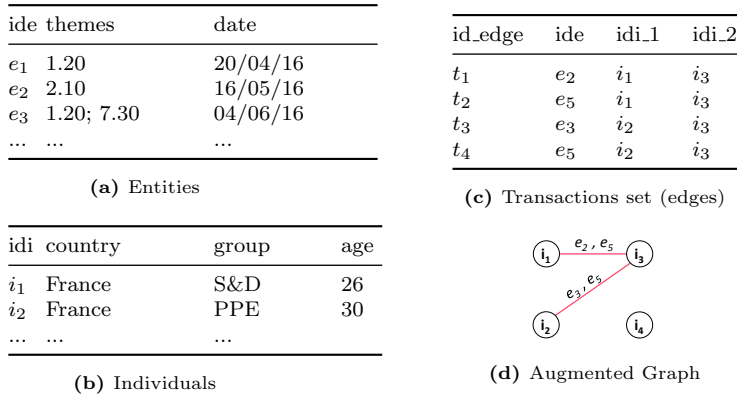 ide themes date
e1 1.20 20/04/16
e2 2.10 16/05/16
e3 1.20; 7.30 04/06/16
... ... ...
(a) Entities
idi country group age
i1 France S&D 26
i2 France PPE 30
... ... ...
(b) Individuals
id_edge ide idi_1 idi_2
t1 e2 i1 i3
t2 e5 i1 i3
t3 e3 i2 i3
t4 e5 i2 i3
(c) Transactions set (edges)
i1 e2 , e5 i3
e3 , e5
i2 i4
(d) Augmented Graph